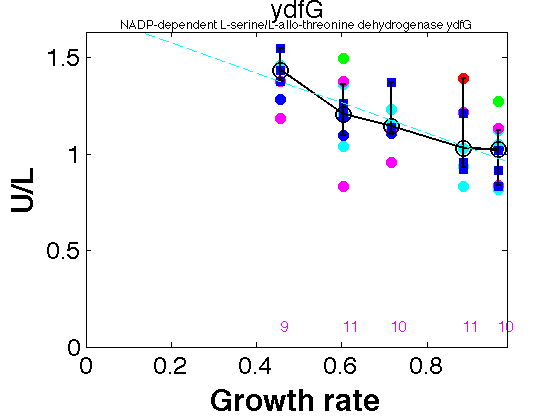 ydfG
NADP-dependent L-serine/L-allo-threonine dehydrogenase ydfG
1.5
1
0.5
0
U/L
9 11 10 11 10
0 0.2 0.4 0.6 0.8
Growth rate